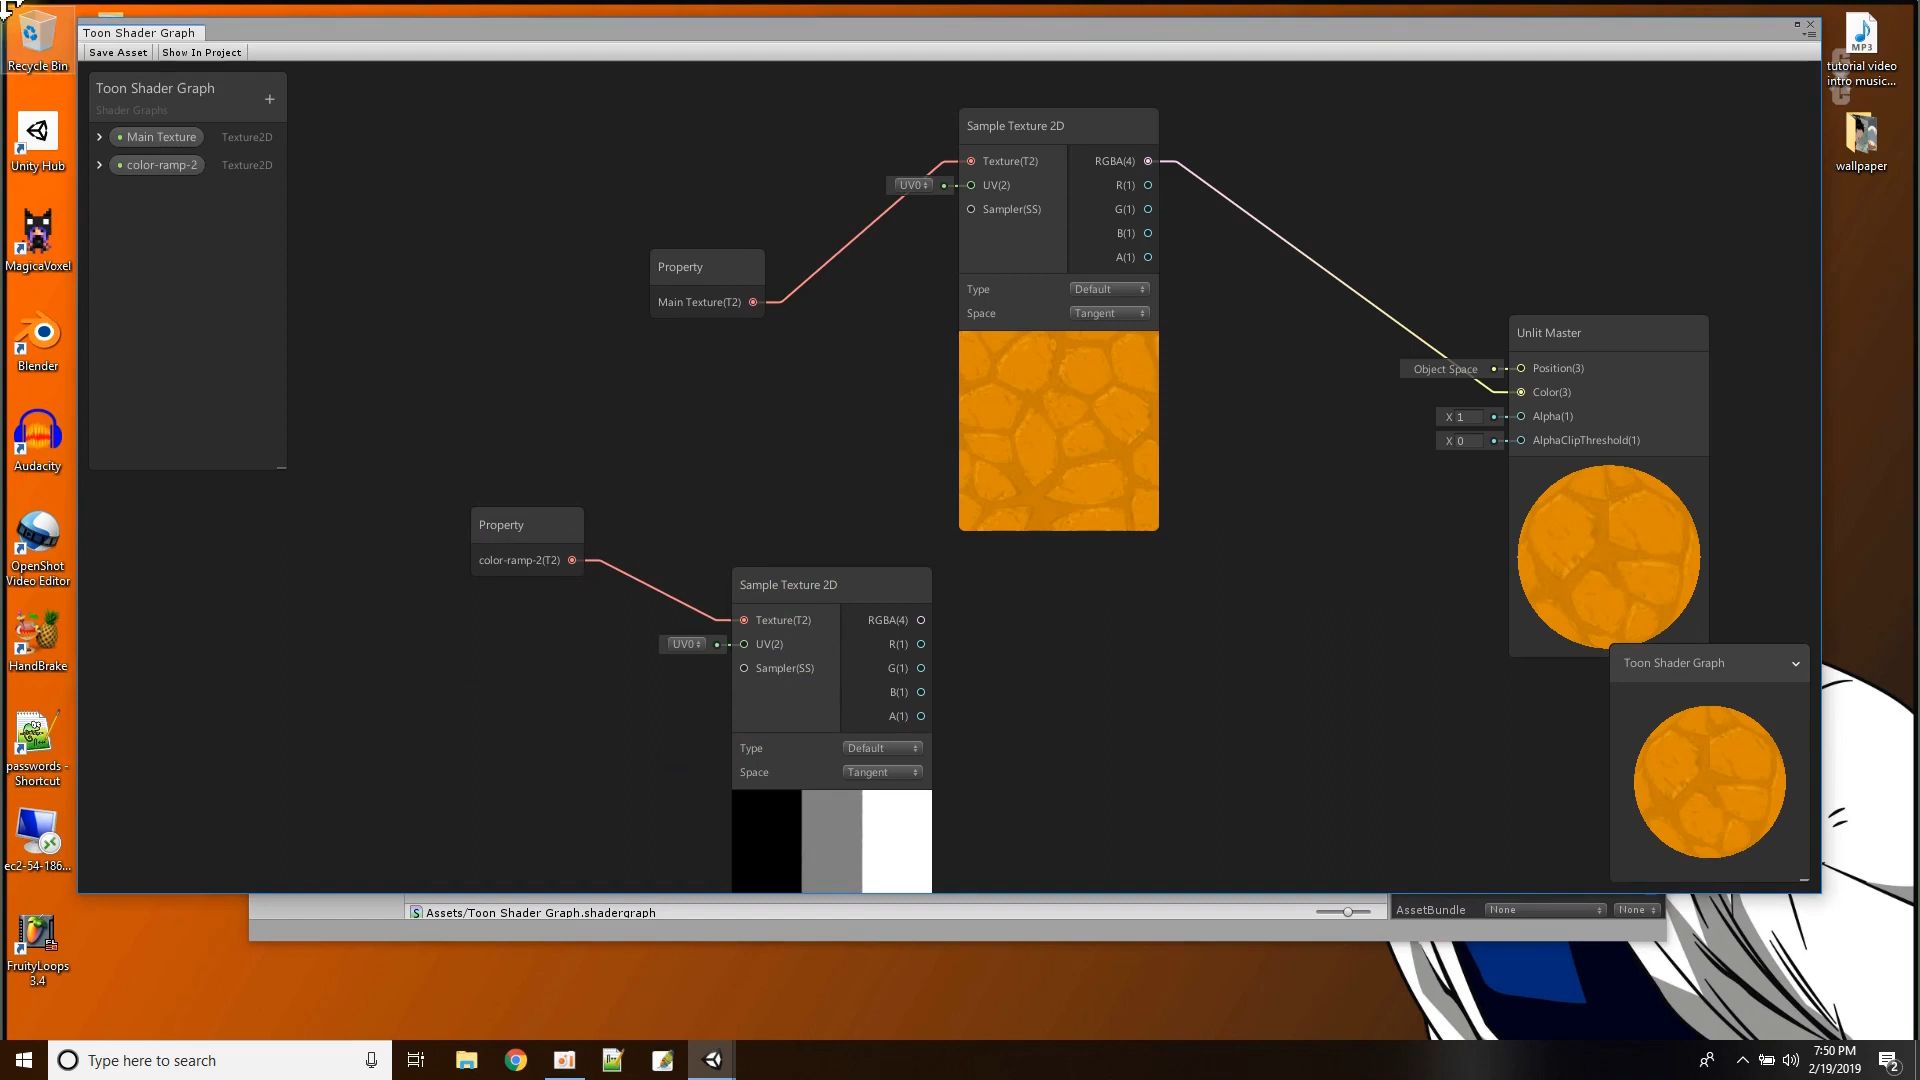 Recycle Bin
Unity Hub
MagicaVoxel
Blender
Audacity
OpenShot
Video Editor
HandBrake
passwords -
Shortcut
ec2-54-186...
FruityLoops
3.4
Toon Shader Graph
Save Asset
Show In Project
Toon Shader Graph
Shader Graphs
Main Texture
Texture2D
color-ramp-2
Texture2D
Property
Main Texture(T2)
Sample Texture 2D
UV0
Texture(T2)
UV(2)
Sampler(SS)
RGBA(4)
R(1)
G(1)
B(1)
A(1)
Type
Default
Space
Tangent
Property
color-ramp-2(T2)
Sample Texture 2D
UV0
Texture(T2)
UV(2)
Sampler(SS)
RGBA(4)
R(1)
G(1)
B(1)
A(1)
Type
Default
Space
Tangent
Unlit Master
Object Space
Position(3)
Color(3)
X 1
Alpha(1)
X 0
AlphaClipThreshold(1)
Toon Shader Graph
Assets/Toon Shader Graph.shadergraph
AssetBundle
None
None
MP3
tutorial video
intro music...
wallpaper
Type here to search
7:50 PM
2/19/2019
2